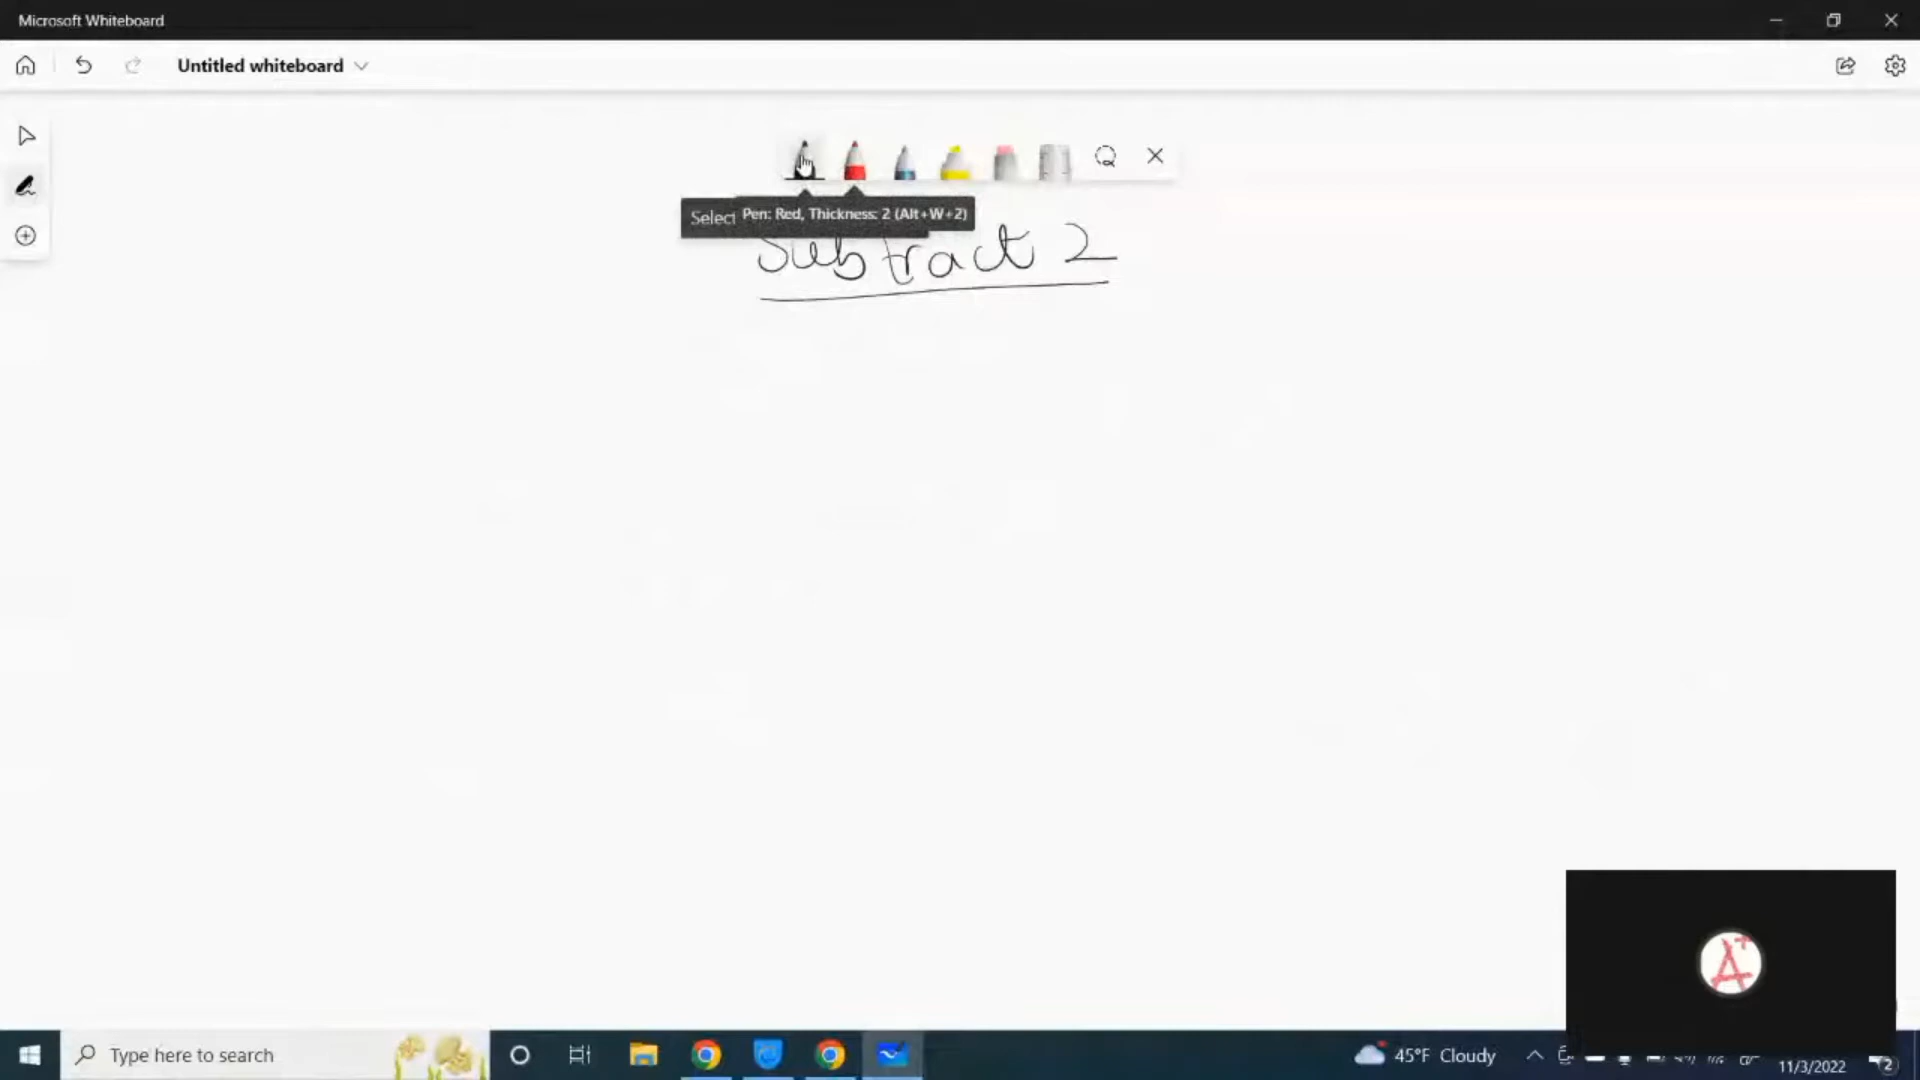 Microsoft Whiteboard
Untitled whiteboard
Select
Pen: Red, Thickness: 2 (Alt+W+2)
Subtract 2
A+
Type here to search
45°F Cloudy
11/3/2022
2